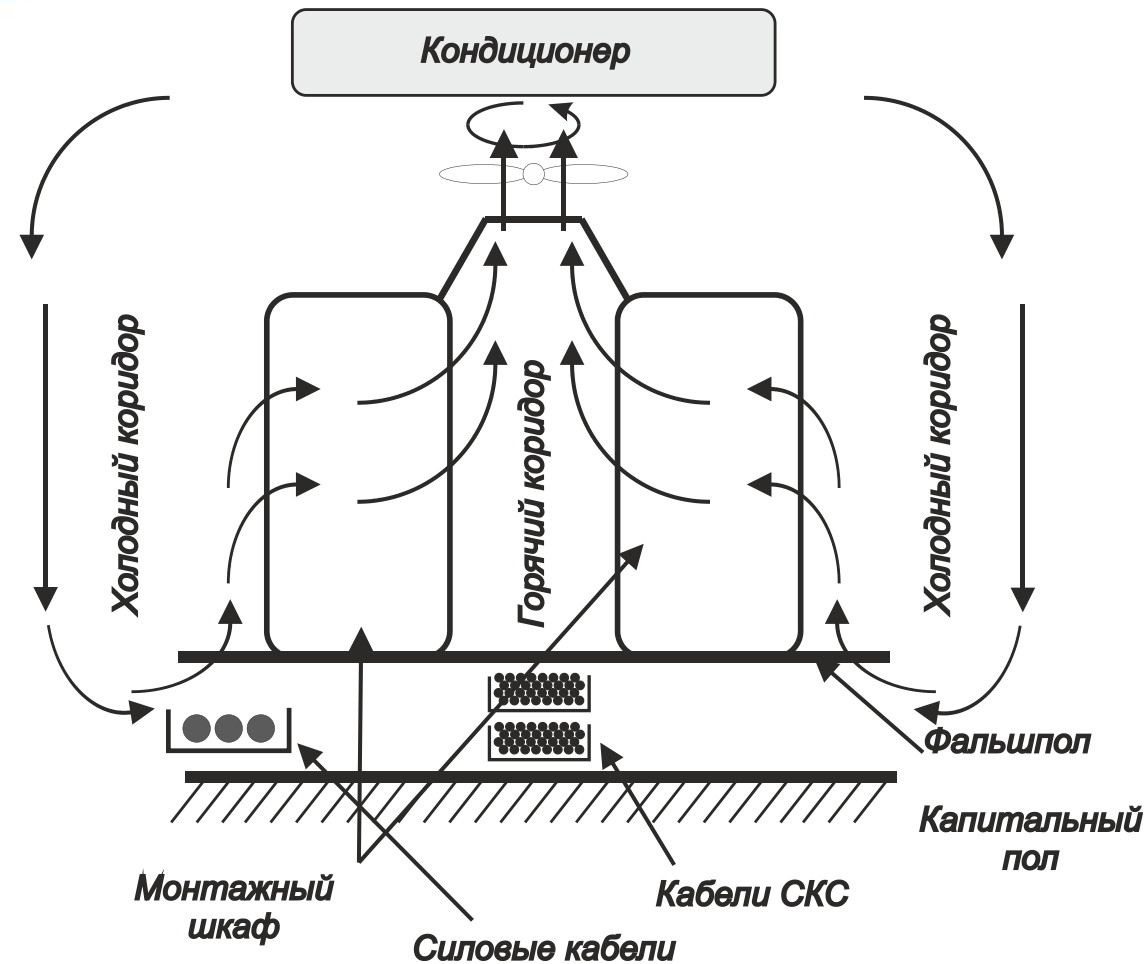 Кондиционер
Холодный коридор
Горячий коридор
Холодный коридор
Фальшпол
Капитальный
пол
Монтажный
шкаф
Кабели СКС
Силовые кабели